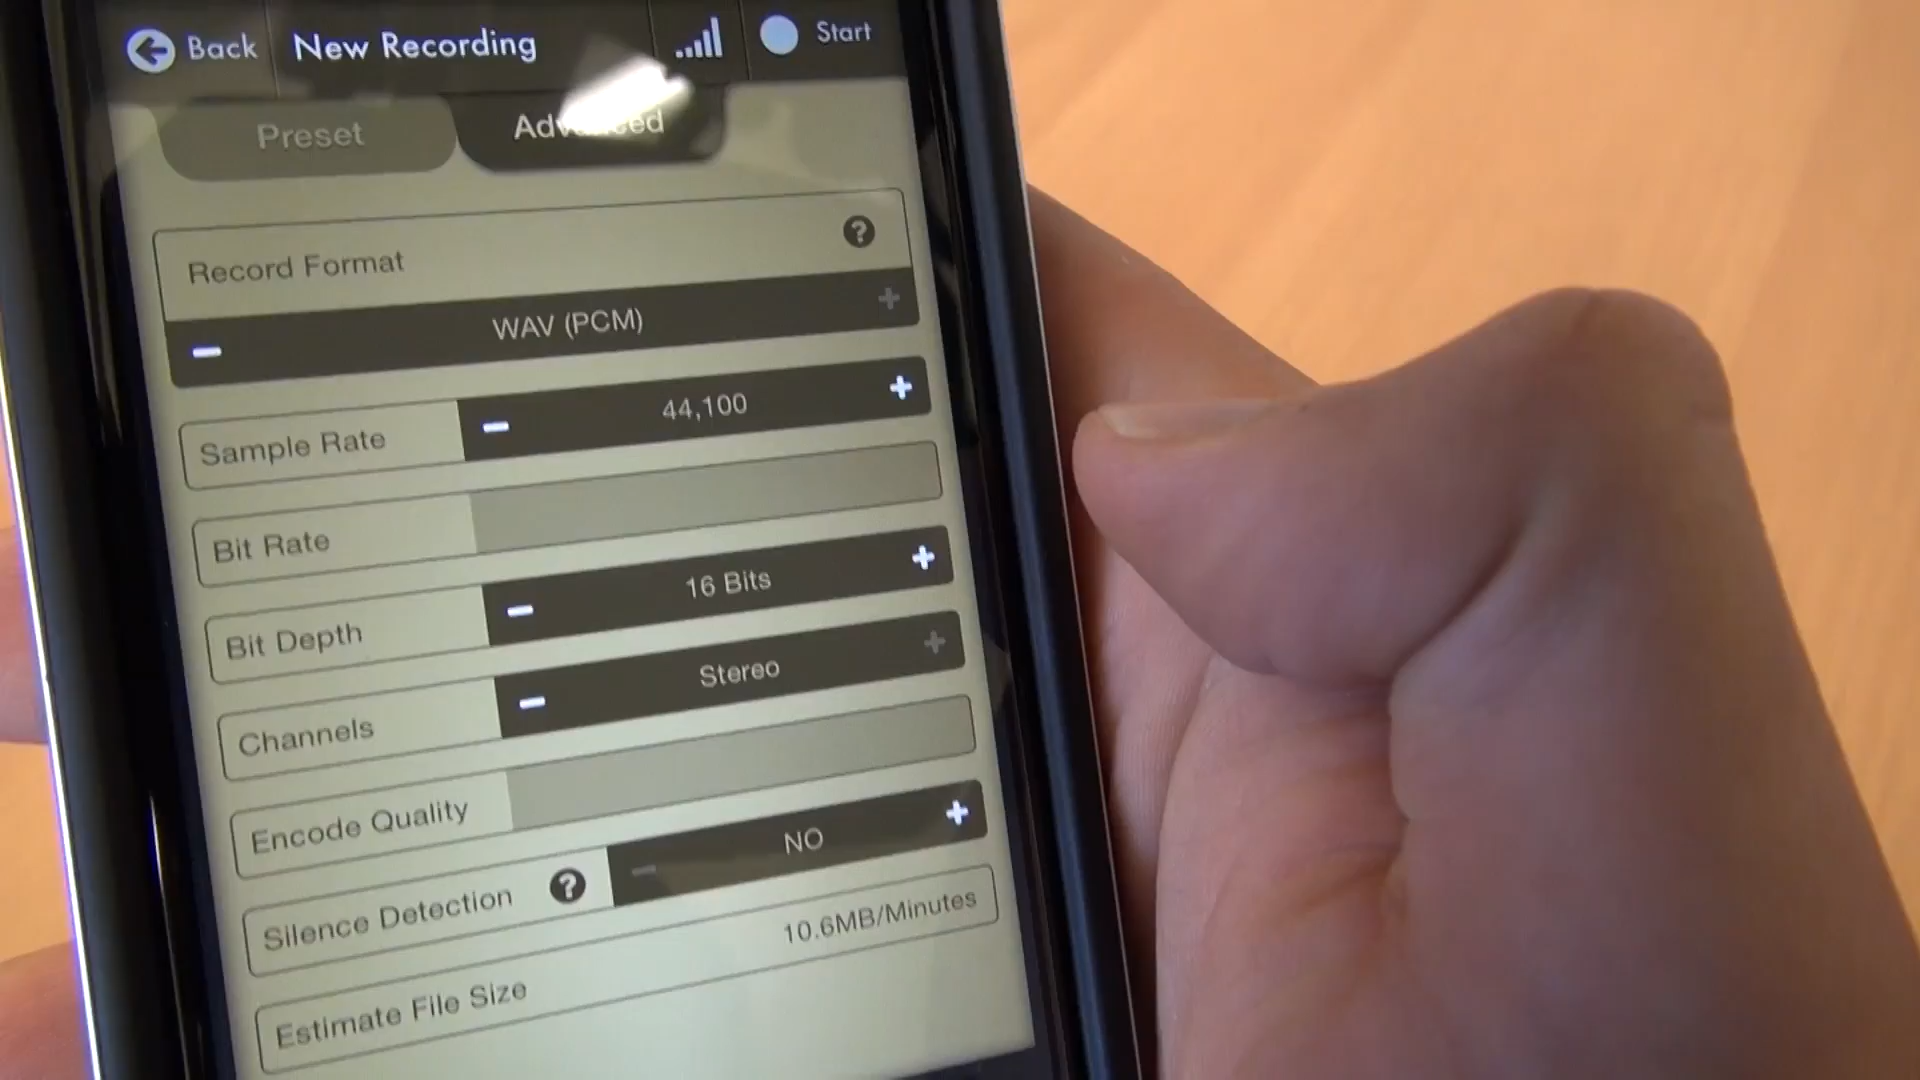 Back New Recording Start
Preset Advanced
Record Format ?
- WAV (PCM) +
Sample Rate - 44,100 +
Bit Rate
Bit Depth - 16 Bits +
Channels - Stereo +
Encode Quality
Silence Detection ? - NO +
Estimate File Size 10.6MB/Minutes